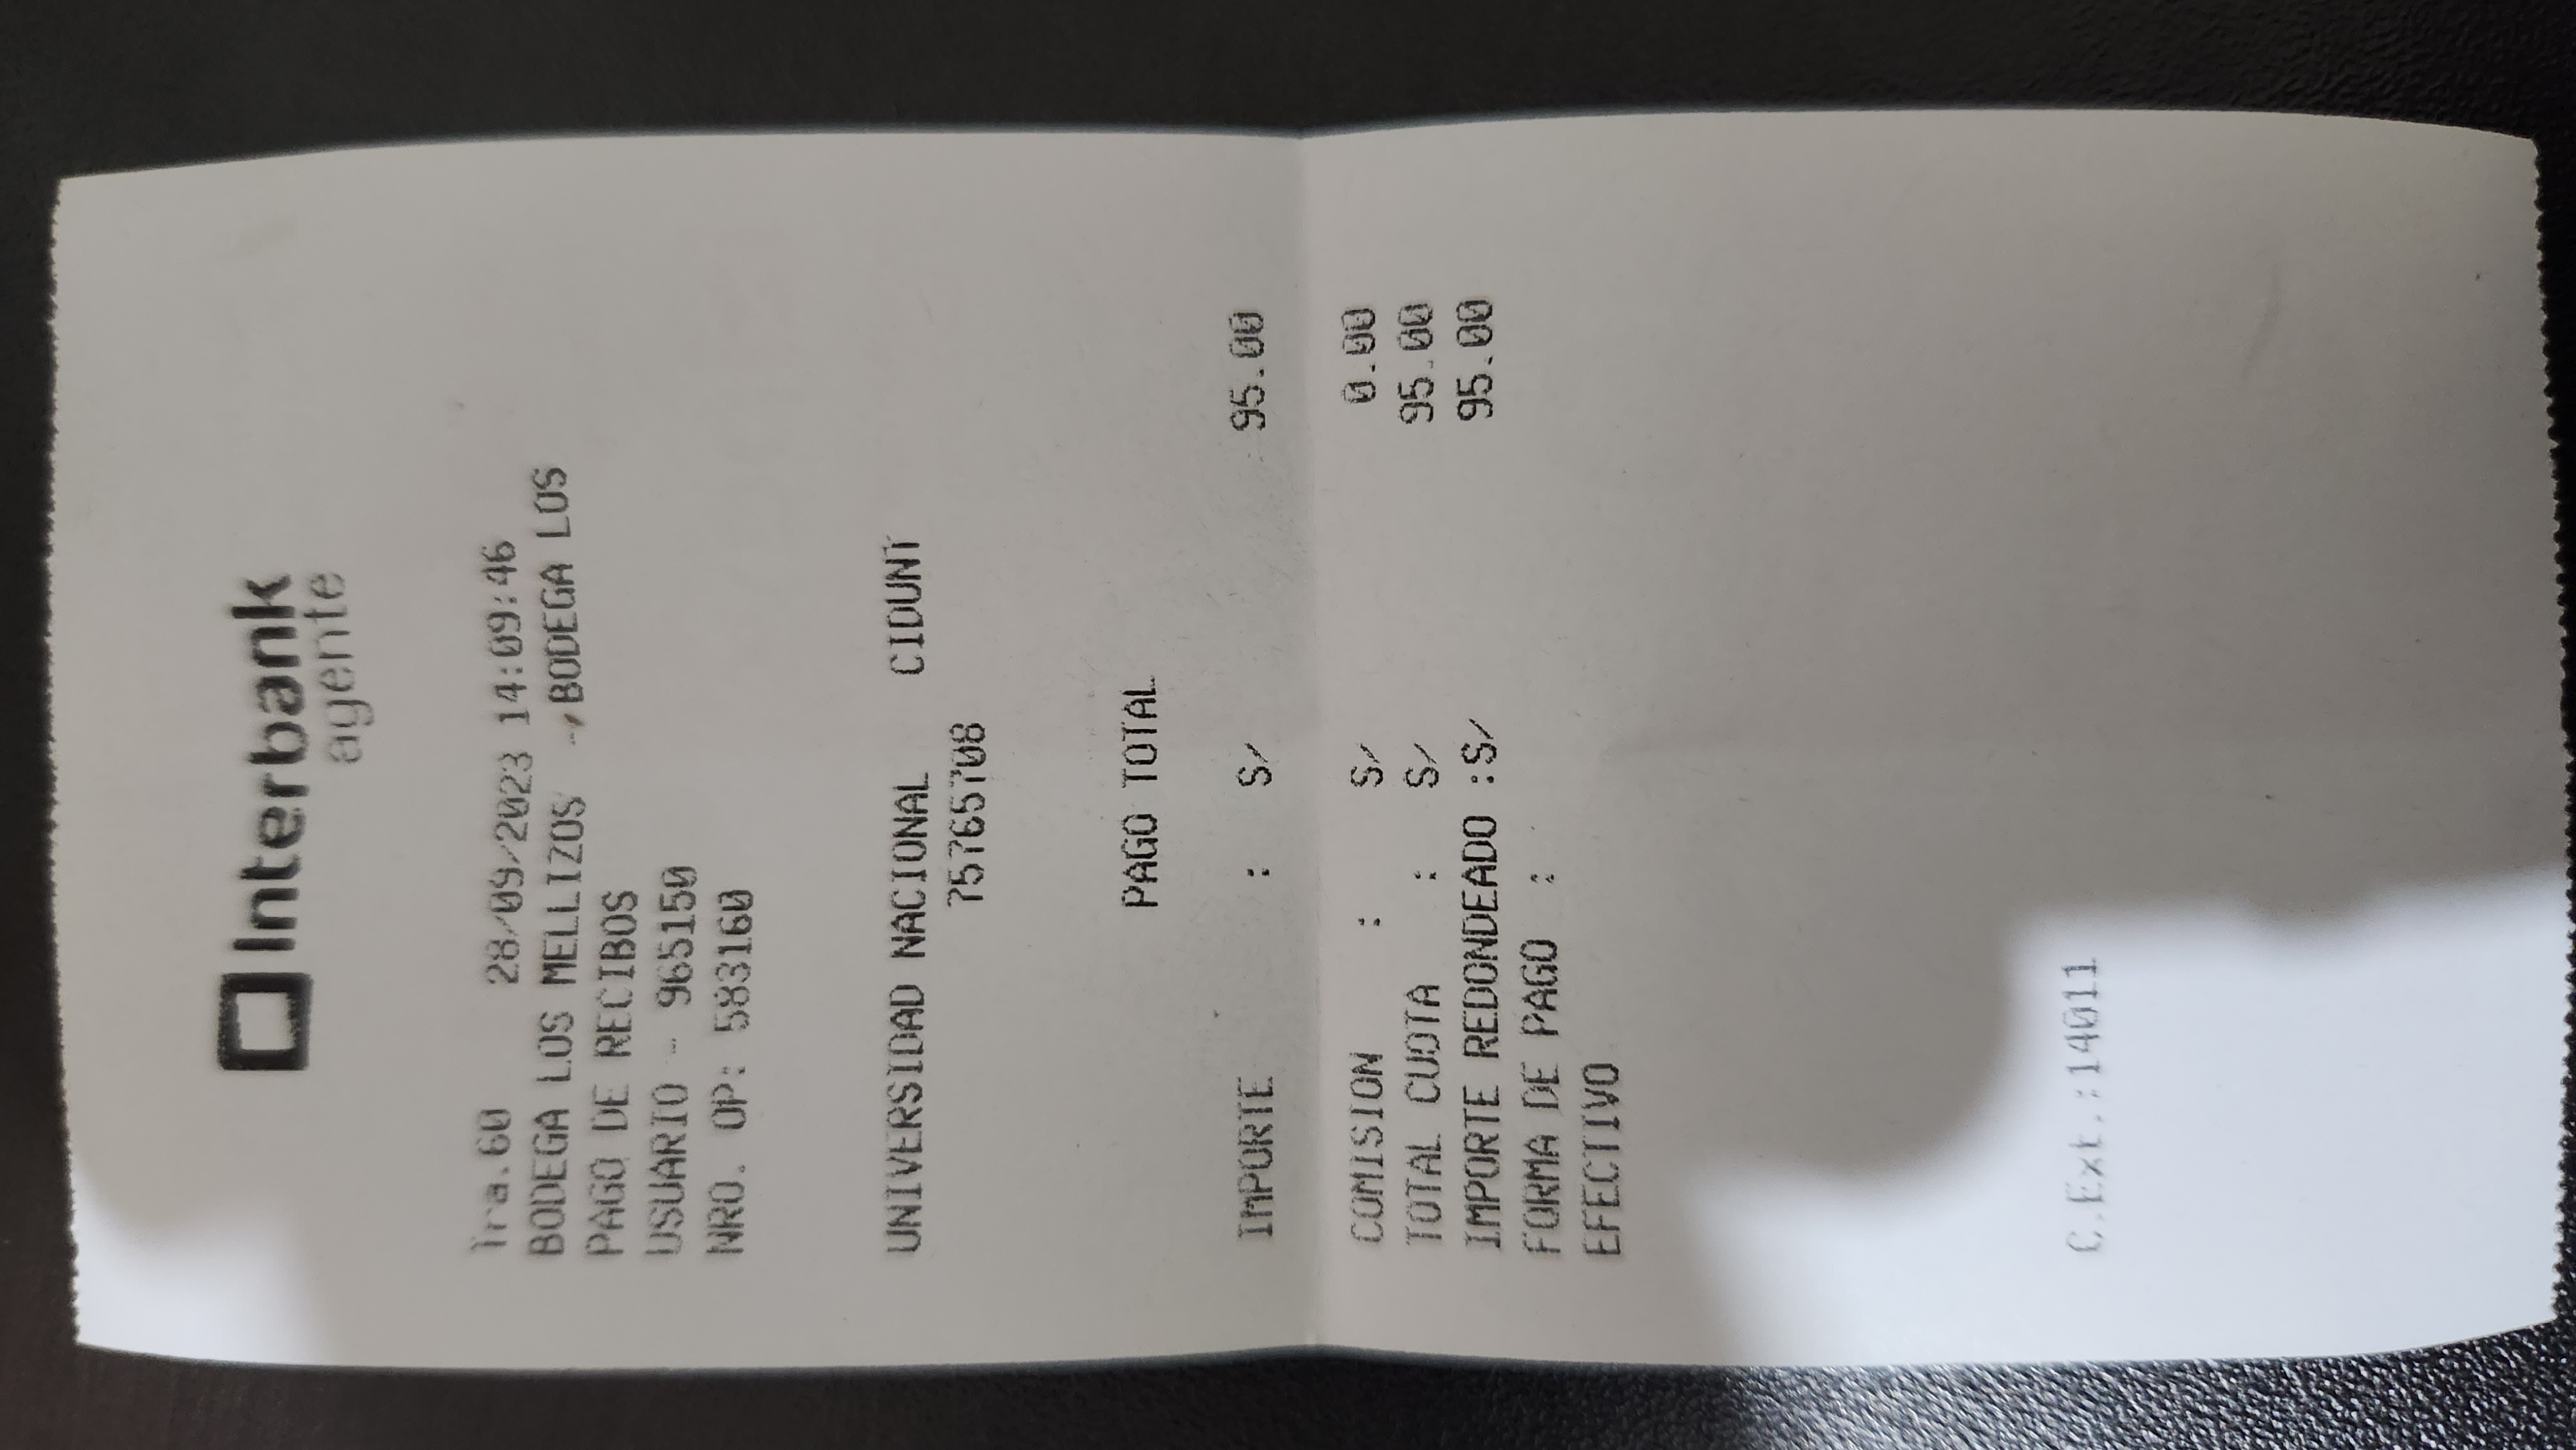 Interbank
agente
Tra.60 28/09/2023 14:09:46
BODEGA LOS MELLIZOS - BODEGA LOS
PAGO DE RECIBOS
USUARIO - 965150
NRO. OP: 583160
UNIVERSIDAD NACIONAL CIDUNT
75765708
PAGO TOTAL
IMPORTE : S/ 95.00
COMISION : S/ 0.00
TOTAL CUOTA : S/ 95.00
IMPORTE REDONDEADO :S/ 95.00
FORMA DE PAGO :
EFECTIVO
C.Ext.:14011